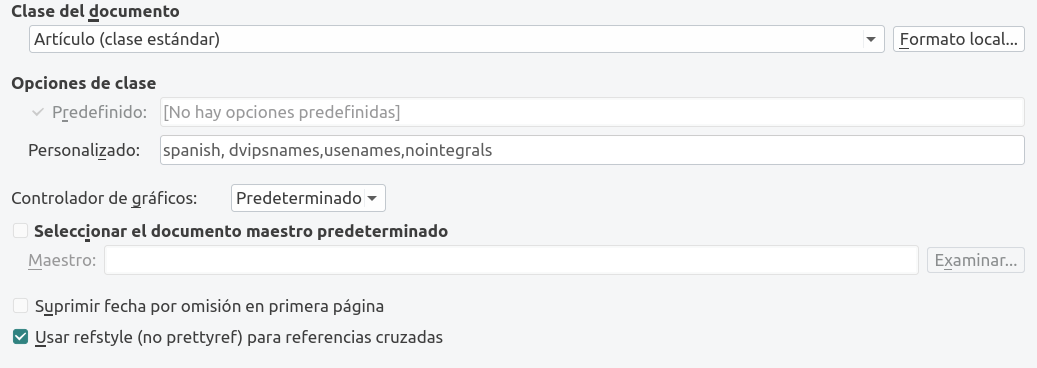 Clase del documento
Artículo (clase estándar)
Formato local...
Opciones de clase
Predefinido:
[No hay opciones predefinidas]
Personalizado:
spanish, dvipsnames,usenames,nointegrals
Controlador de gráficos:
Predeterminado
Seleccionar el documento maestro predeterminado
Maestro:
Examinar...
Suprimir fecha por omisión en primera página
Usar refstyle (no prettyref) para referencias cruzadas